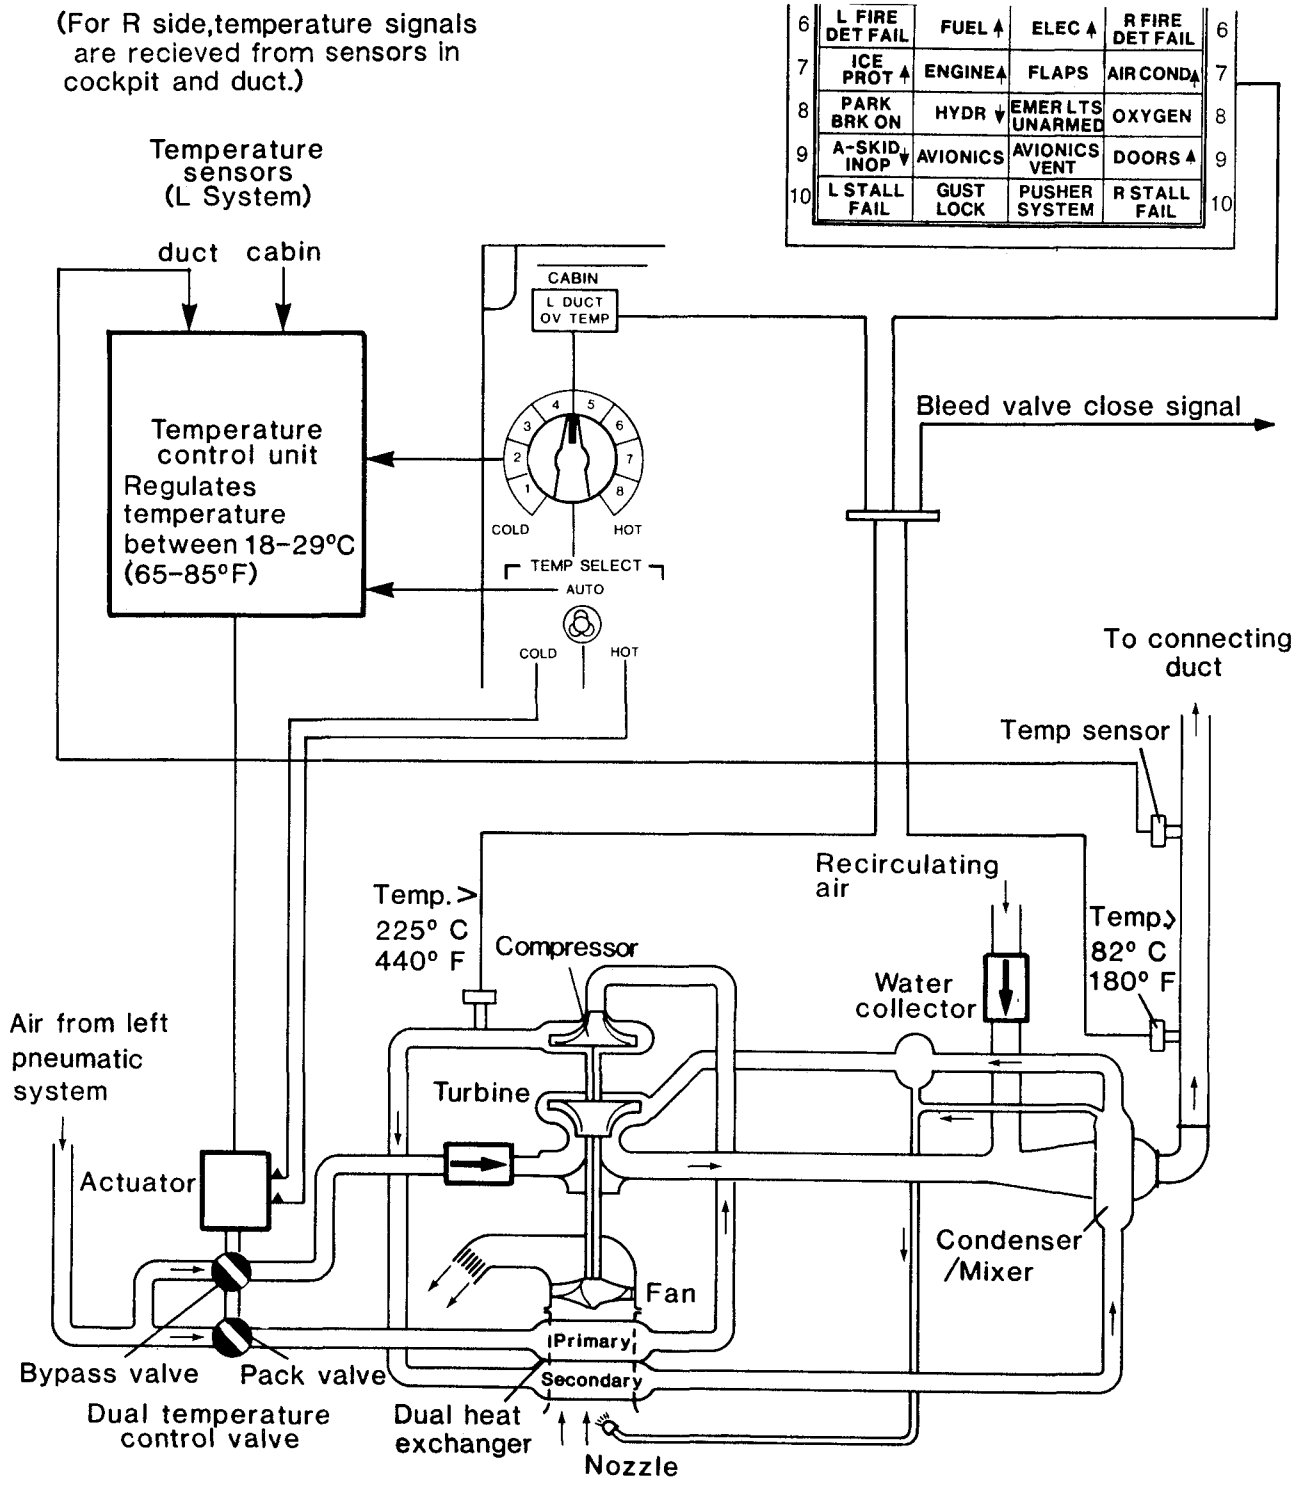 (For R side,temperature signals
are recieved from sensors in
cockpit and duct.)
6 L FIRE DET FAIL FUEL ELEC R FIRE DET FAIL 6
7 ICE PROT ENGINE FLAPS AIR COND 7
8 PARK BRK ON HYDR EMER LTS UNARMED OXYGEN 8
9 A-SKID INOP AVIONICS AVIONICS VENT DOORS 9
10 L STALL FAIL GUST LOCK PUSHER SYSTEM R STALL FAIL 10
Temperature
sensors
(L System)
duct cabin
CABIN
L DUCT
OV TEMP
1 2 3 4 5 6 7 8
COLD HOT
TEMP SELECT
AUTO
COLD HOT
Temperature
control unit
Regulates
temperature
between 18-29ºC
(65-85ºF)
Bleed valve close signal
To connecting
duct
Temp sensor
Recirculating
air
Temp.>
225º C
440º F
Compressor
Temp.>
82º C
180º F
Water
collector
Air from left
pneumatic
system
Turbine
Actuator
Condenser
/Mixer
Fan
Primary
Secondary
Bypass valve
Pack valve
Dual temperature
control valve
Dual heat
exchanger
Nozzle